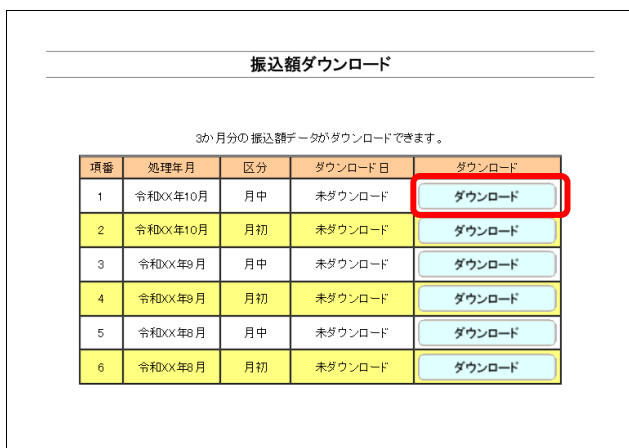 振込額ダウンロード
3か月分の振込額データがダウンロードできます。
項番 処理年月 区分 ダウンロード日 ダウンロード
1 令和XX年10月 月中 未ダウンロード ダウンロード
2 令和XX年10月 月初 未ダウンロード ダウンロード
3 令和XX年9月 月中 未ダウンロード ダウンロード
4 令和XX年9月 月初 未ダウンロード ダウンロード
5 令和XX年8月 月中 未ダウンロード ダウンロード
6 令和XX年8月 月初 未ダウンロード ダウンロード